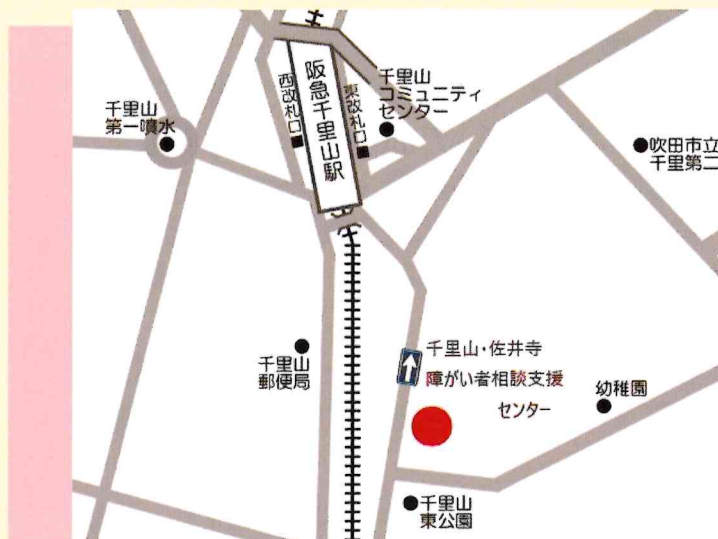 千里山
第一噴水
西改札口
阪急千里山駅
東改札口
千里山
コミュニティ
センター
吹田市立
千里第二
千里山
郵便局
千里山・佐井寺
障がい者相談支援
センター
幼稚園
千里山
東公園